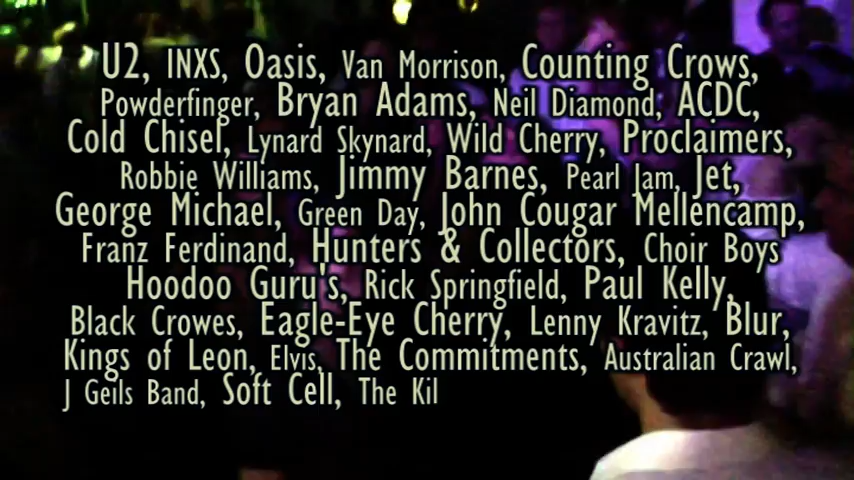 U2, INXS, Oasis, Van Morrison, Counting Crows,
Powderfinger, Bryan Adams, Neil Diamond, ACDC,
Cold Chisel, Lynard Skynard, Wild Cherry, Proclaimers,
Robbie Williams, Jimmy Barnes, Pearl Jam, Jet,
George Michael, Green Day, John Cougar Mellencamp,
Franz Ferdinand, Hunters & Collectors, Choir Boys
Hoodoo Guru's, Rick Springfield, Paul Kelly,
Black Crowes, Eagle-Eye Cherry, Lenny Kravitz, Blur,
Kings of Leon, Elvis, The Commitments, Australian Crawl,
J Geils Band, Soft Cell, The Kil